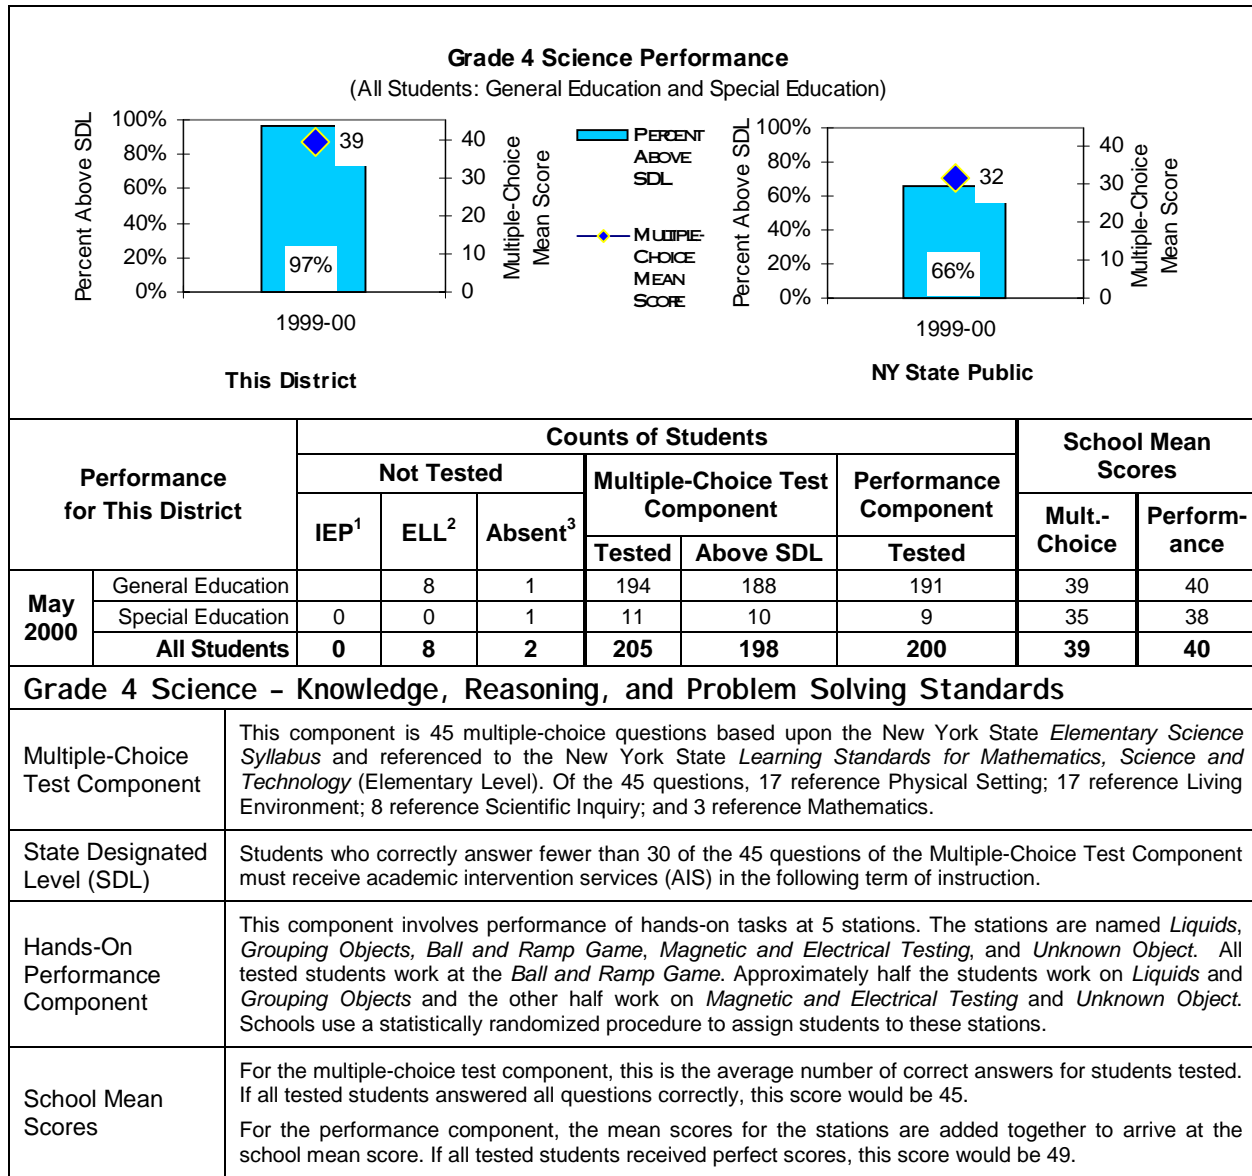 Grade 4 Science Performance
(All Students: General Education and Special Education)
Percent Above SDL
100%
80%
60%
40%
20%
0%
39
97%
40
30
20
10
0
Multiple-Choice
Mean Score
1999-00
This District
PERCENT
ABOVE
SDL
MULTIPLE-
CHOICE
MEAN
SCORE
Percent Above SDL
100%
80%
60%
40%
20%
0%
32
66%
40
30
20
10
0
Multiple-Choice
Mean Score
1999-00
NY State Public
Performance
for This District
Counts of Students
School Mean
Scores
Not Tested
Multiple-Choice Test
Component
Performance
Component
IEP1
ELL2
Absent3
Tested
Above SDL
Tested
Mult.-
Choice
Perform-
ance
May
2000
General Education 8 1 194 188 191 39 40
Special Education 0 0 1 11 10 9 35 38
All Students 0 8 2 205 198 200 39 40
Grade 4 Science – Knowledge, Reasoning, and Problem Solving Standards
Multiple-Choice
Test Component
This component is 45 multiple-choice questions based upon the New York State Elementary Science
Syllabus and referenced to the New York State Learning Standards for Mathematics, Science and
Technology (Elementary Level). Of the 45 questions, 17 reference Physical Setting; 17 reference Living
Environment; 8 reference Scientific Inquiry; and 3 reference Mathematics.
State Designated
Level (SDL)
Students who correctly answer fewer than 30 of the 45 questions of the Multiple-Choice Test Component
must receive academic intervention services (AIS) in the following term of instruction.
Hands-On
Performance
Component
This component involves performance of hands-on tasks at 5 stations. The stations are named Liquids,
Grouping Objects, Ball and Ramp Game, Magnetic and Electrical Testing, and Unknown Object. All
tested students work at the Ball and Ramp Game. Approximately half the students work on Liquids and
Grouping Objects and the other half work on Magnetic and Electrical Testing and Unknown Object.
Schools use a statistically randomized procedure to assign students to these stations.
School Mean
Scores
For the multiple-choice test component, this is the average number of correct answers for students tested.
If all tested students answered all questions correctly, this score would be 45.
For the performance component, the mean scores for the stations are added together to arrive at the
school mean score. If all tested students received perfect scores, this score would be 49.